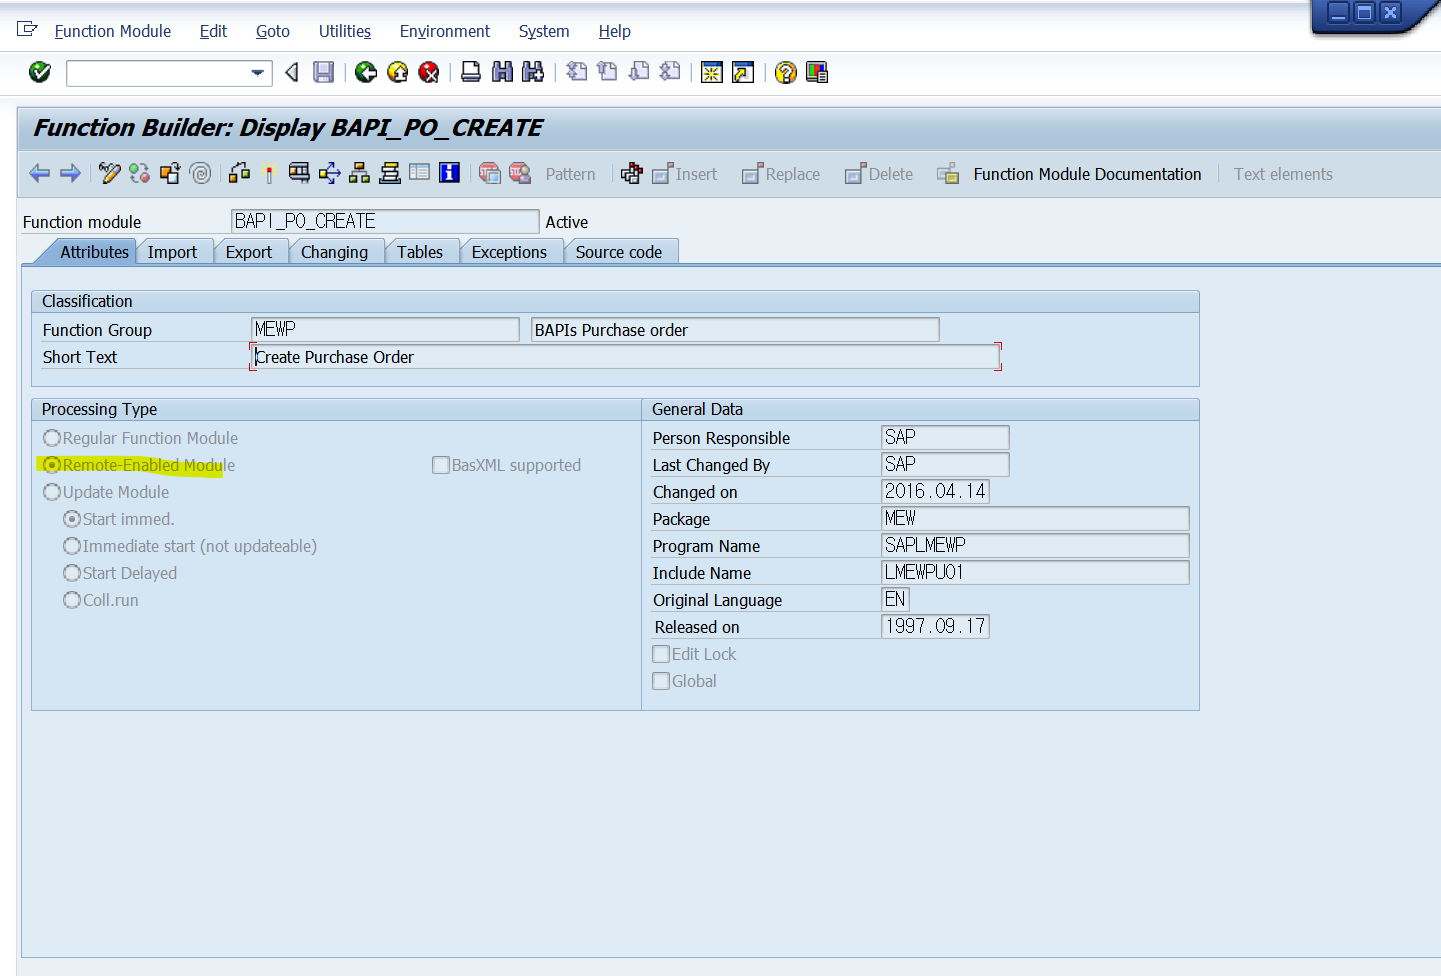 Function Module Edit Goto Utilities Environment System Help
Function Builder: Display BAPI_PO_CREATE
Pattern Insert Replace Delete Function Module Documentation Text elements
Function module BAPI_PO_CREATE Active
Attributes Import Export Changing Tables Exceptions Source code
Classification
Function Group MEWP BAPIs Purchase order
Short Text Create Purchase Order
Processing Type
Regular Function Module
Remote-Enabled Module BasXML supported
Update Module
Start immed.
Immediate start (not updateable)
Start Delayed
Coll.run
General Data
Person Responsible SAP
Last Changed By SAP
Changed on 2016.04.14
Package MEW
Program Name SAPLMEWP
Include Name LMEWPU01
Original Language EN
Released on 1997.09.17
Edit Lock
Global